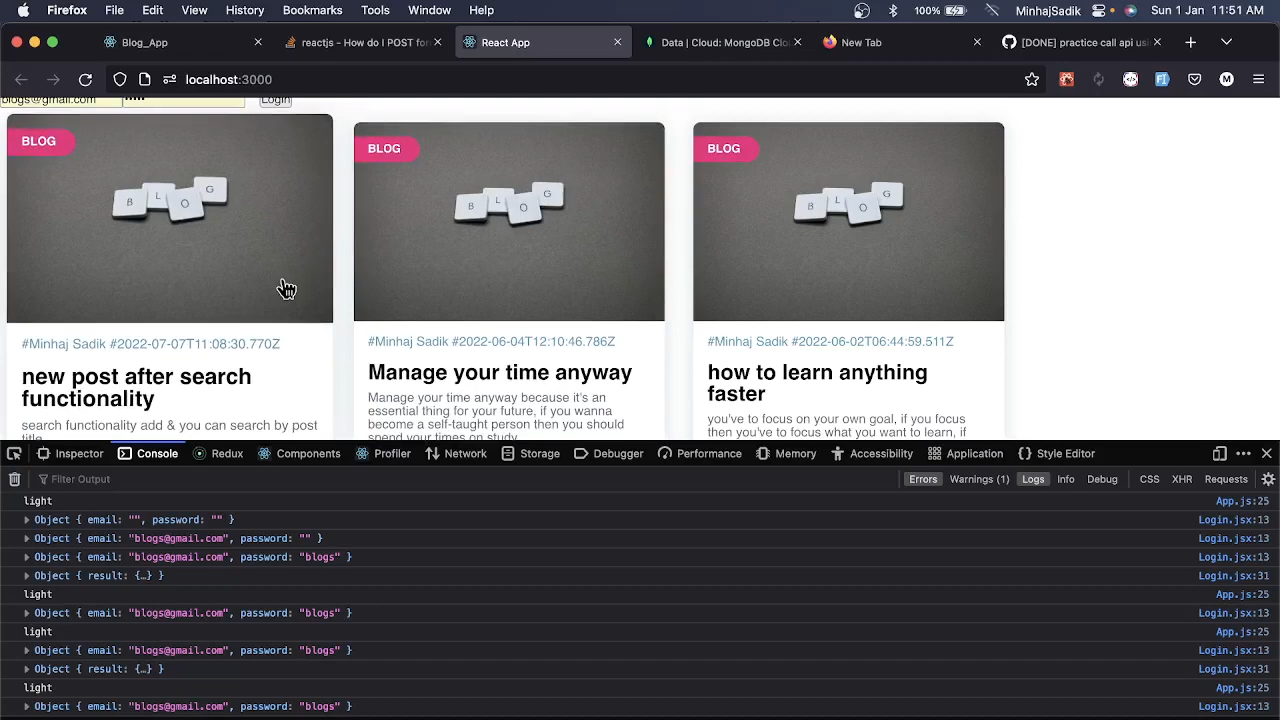 Firefox File Edit View History Bookmarks Tools Window Help 100% MinhajSadik Sun 1 Jan 11:51 AM
Blog_App reactjs - How do I POST for React App Data | Cloud: MongoDB Clo New Tab [DONE] practice call api usi
localhost:3000
blogs@gmail.com ••••• Login
BLOG BLOG BLOG
B L O G B L O G B L O G
#Minhaj Sadik #2022-07-07T11:08:30.770Z
new post after search
functionality
search functionality add & you can search by post
title
#Minhaj Sadik #2022-06-04T12:10:46.786Z
Manage your time anyway
Manage your time anyway because it's an
essential thing for your future, if you wanna
become a self-taught person then you should
spend your times on study
#Minhaj Sadik #2022-06-02T06:44:59.511Z
how to learn anything
faster
you've to focus on your own goal, if you focus
then you've to focus what you want to learn, if
Inspector Console Redux Components Profiler Network Storage Debugger Performance Memory Accessibility Application Style Editor
Filter Output Errors Warnings (1) Logs Info Debug CSS XHR Requests
light App.js:25
Object { email: "", password: "" } Login.jsx:13
Object { email: "blogs@gmail.com", password: "" } Login.jsx:13
Object { email: "blogs@gmail.com", password: "blogs" } Login.jsx:13
Object { result: {…} } Login.jsx:31
light App.js:25
Object { email: "blogs@gmail.com", password: "blogs" } Login.jsx:13
light App.js:25
Object { email: "blogs@gmail.com", password: "blogs" } Login.jsx:13
Object { result: {…} } Login.jsx:31
light App.js:25
Object { email: "blogs@gmail.com", password: "blogs" } Login.jsx:13